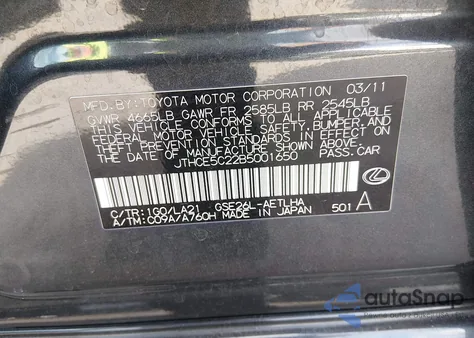 MFD.BY:TOYOTA MOTOR CORPORATION 03/11
GVWR 4665LB GAWR FR 2585LB RR 2545LB
THIS VEHICLE CONFORMS TO ALL APPLICABLE
FEDERAL MOTOR VEHICLE SAFETY, BUMPER, AND
THEFT PREVENTION STANDARDS IN EFFECT ON
THE DATE OF MANUFACTURE SHOWN ABOVE.
JTHCE5C22B5001650 PASS.CAR
C/TR:1G0/LA21 GSE26L-AETLHA
A/TM:C09A/A760H MADE IN JAPAN 501 A
autoSnap